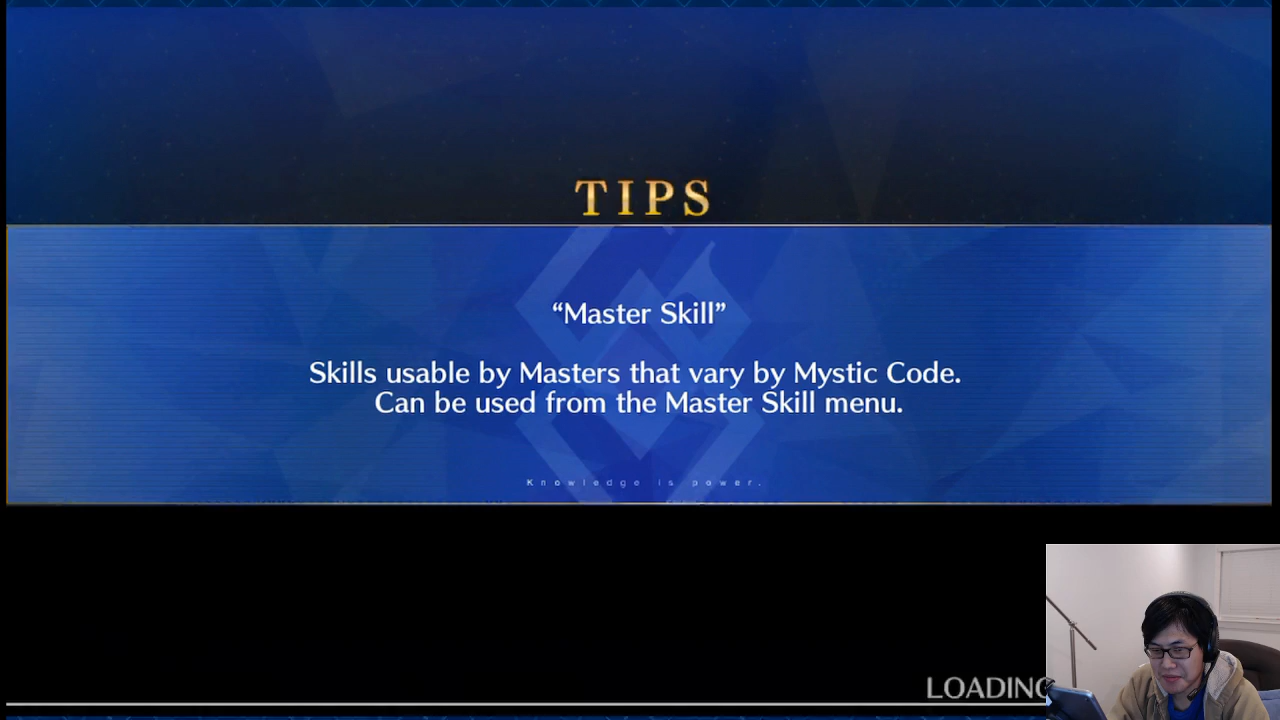 TIPS
“Master Skill”
Skills usable by Masters that vary by Mystic Code.
Can be used from the Master Skill menu.
Knowledge is power.
LOADING